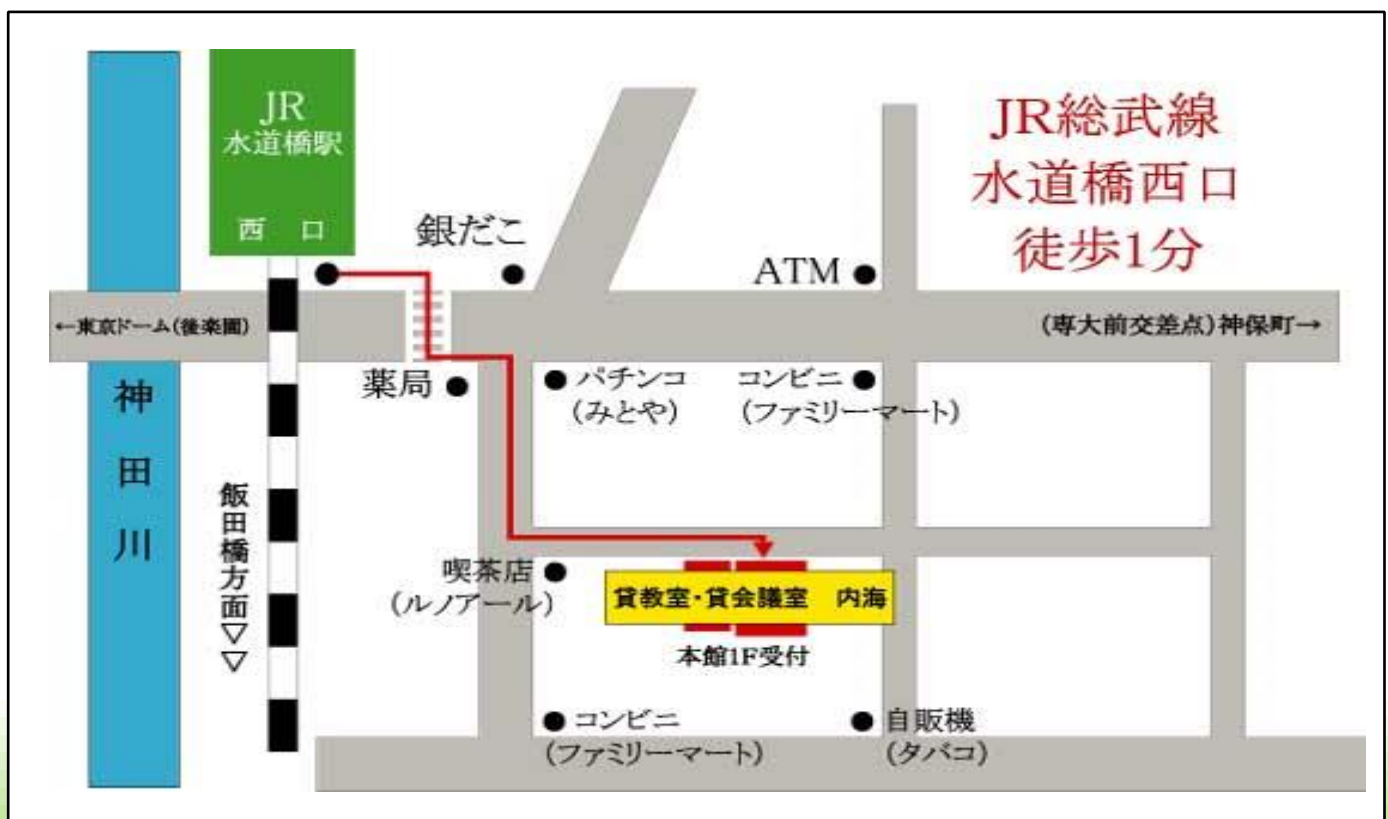 JR
水道橋駅
西 口
JR総武線
水道橋西口
徒歩1分
銀だこ
ATM
←東京ドーム(後楽園)
(専大前交差点)神保町→
薬局
パチンコ
(みとや)
コンビニ
(ファミリーマート)
神田川
飯田橋方面▽▽
喫茶店
(ルノアール)
貸教室・貸会議室 内海
本館1F受付
コンビニ
(ファミリーマート)
自販機
(タバコ)